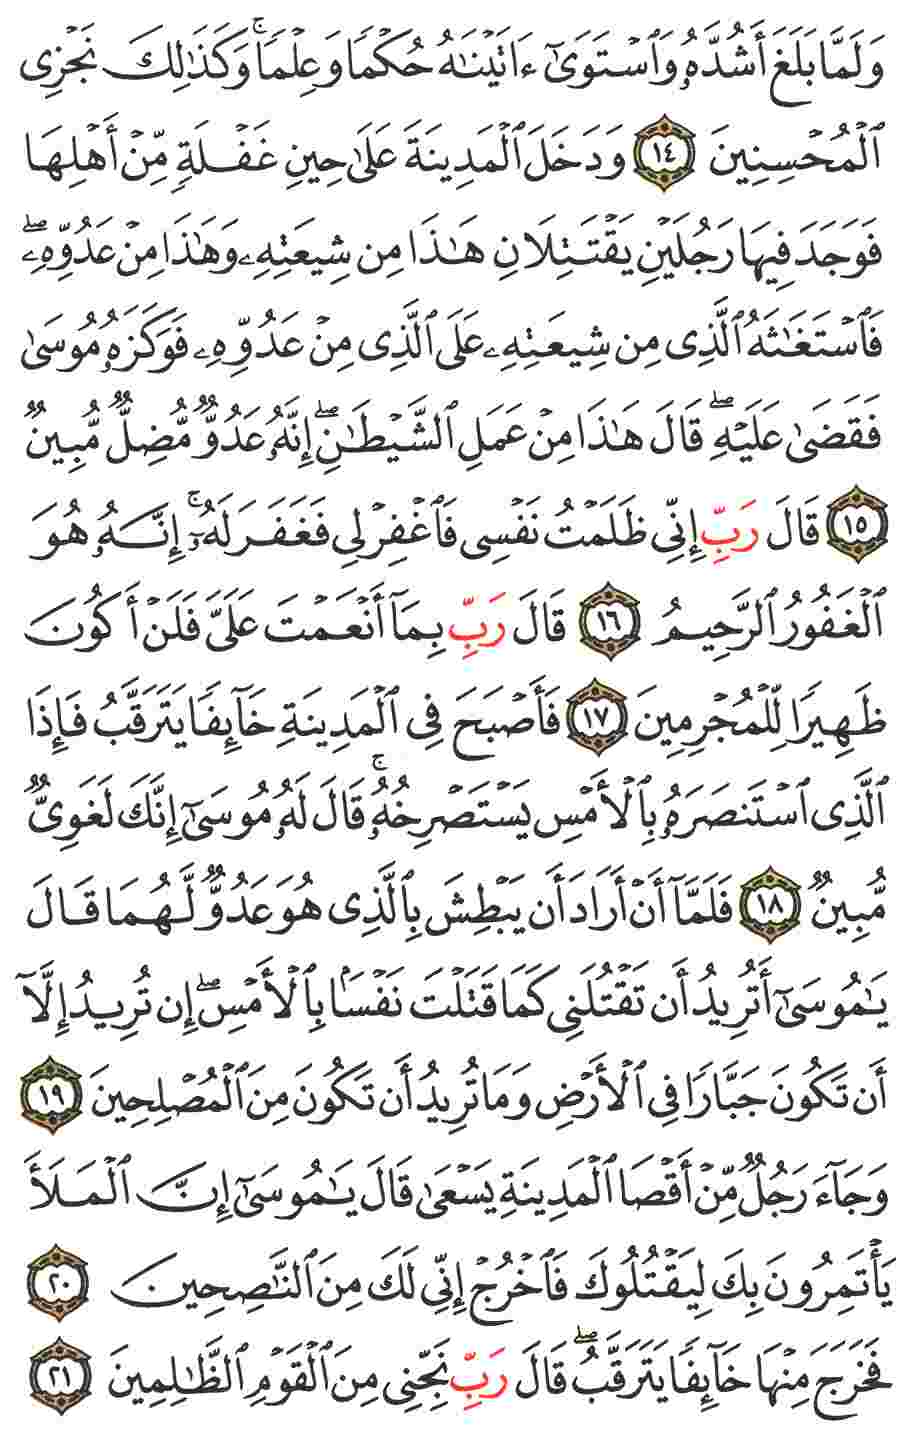 وَلَمَّا بَلَغَ أَشُدَّهُۥ وَٱسْتَوَىٰٓ ءَاتَيْنَـٰهُ حُكْمًا وَعِلْمًا ۚ وَكَذَٰلِكَ نَجْزِى
ٱلْمُحْسِنِينَ ١٤ وَدَخَلَ ٱلْمَدِينَةَ عَلَىٰ حِينِ غَفْلَةٍ مِّنْ أَهْلِهَا
فَوَجَدَ فِيهَا رَجُلَيْنِ يَقْتَتِلَانِ هَـٰذَا مِن شِيعَتِهِۦ وَهَـٰذَا مِنْ عَدُوِّهِۦ ۖ
فَٱسْتَغَـٰثَهُ ٱلَّذِى مِن شِيعَتِهِۦ عَلَى ٱلَّذِى مِنْ عَدُوِّهِۦ فَوَكَزَهُۥ مُوسَىٰ
فَقَضَىٰ عَلَيْهِ ۖ قَالَ هَـٰذَا مِنْ عَمَلِ ٱلشَّيْطَـٰنِ ۖ إِنَّهُۥ عَدُوٌّ مُّضِلٌّ مُّبِينٌ
١٥ قَالَ رَبِّ إِنِّى ظَلَمْتُ نَفْسِى فَٱغْفِرْ لِى فَغَفَرَ لَهُۥٓ ۚ إِنَّهُۥ هُوَ
ٱلْغَفُورُ ٱلرَّحِيمُ ١٦ قَالَ رَبِّ بِمَآ أَنْعَمْتَ عَلَىَّ فَلَنْ أَكُونَ
ظَهِيرًا لِّلْمُجْرِمِينَ ١٧ فَأَصْبَحَ فِى ٱلْمَدِينَةِ خَآئِفًا يَتَرَقَّبُ فَإِذَا
ٱلَّذِى ٱسْتَنصَرَهُۥ بِٱلْأَمْسِ يَسْتَصْرِخُهُۥ ۚ قَالَ لَهُۥ مُوسَىٰٓ إِنَّكَ لَغَوِىٌّ
مُّبِينٌ ١٨ فَلَمَّآ أَنْ أَرَادَ أَن يَبْطِشَ بِٱلَّذِى هُوَ عَدُوٌّ لَّهُمَا قَالَ
يَـٰمُوسَىٰٓ أَتُرِيدُ أَن تَقْتُلَنِى كَمَا قَتَلْتَ نَفْسًۢا بِٱلْأَمْسِ ۖ إِن تُرِيدُ إِلَّآ
أَن تَكُونَ جَبَّارًا فِى ٱلْأَرْضِ وَمَا تُرِيدُ أَن تَكُونَ مِنَ ٱلْمُصْلِحِينَ ١٩
وَجَآءَ رَجُلٌ مِّنْ أَقْصَا ٱلْمَدِينَةِ يَسْعَىٰ قَالَ يَـٰمُوسَىٰٓ إِنَّ ٱلْمَلَأَ
يَأْتَمِرُونَ بِكَ لِيَقْتُلُوكَ فَٱخْرُجْ إِنِّى لَكَ مِنَ ٱلنَّـٰصِحِينَ ٢٠
فَخَرَجَ مِنْهَا خَآئِفًا يَتَرَقَّبُ ۖ قَالَ رَبِّ نَجِّنِى مِنَ ٱلْقَوْمِ ٱلظَّـٰلِمِينَ ٢١